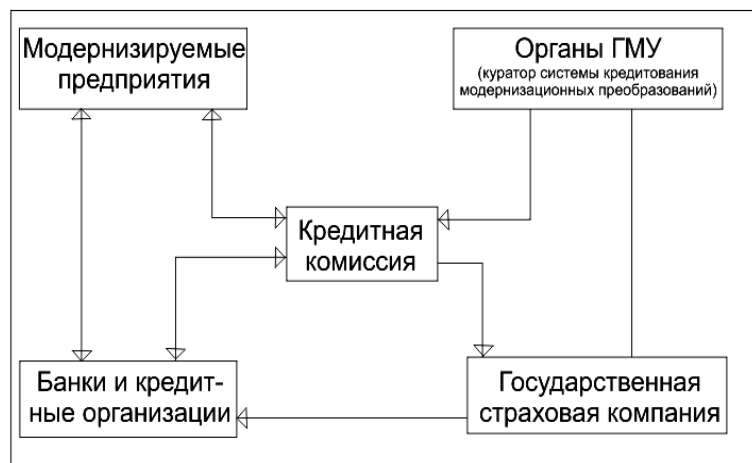 Модернизируемые
предприятия
Органы ГМУ
(куратор системы кредитования
модернизационных преобразований)
Кредитная
комиссия
Банки и кредит-
ные организации
Государственная
страховая компания